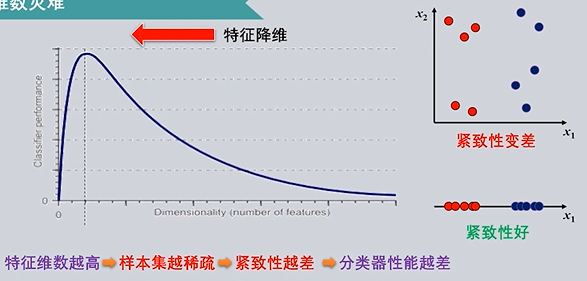 数灾难
特征降维
Classifier performance
0
0
Dimensionality (number of features)
x2
x1
紧致性变差
x1
紧致性好
特征维数越高 样本集越稀疏 紧致性越差 分类器性能越差